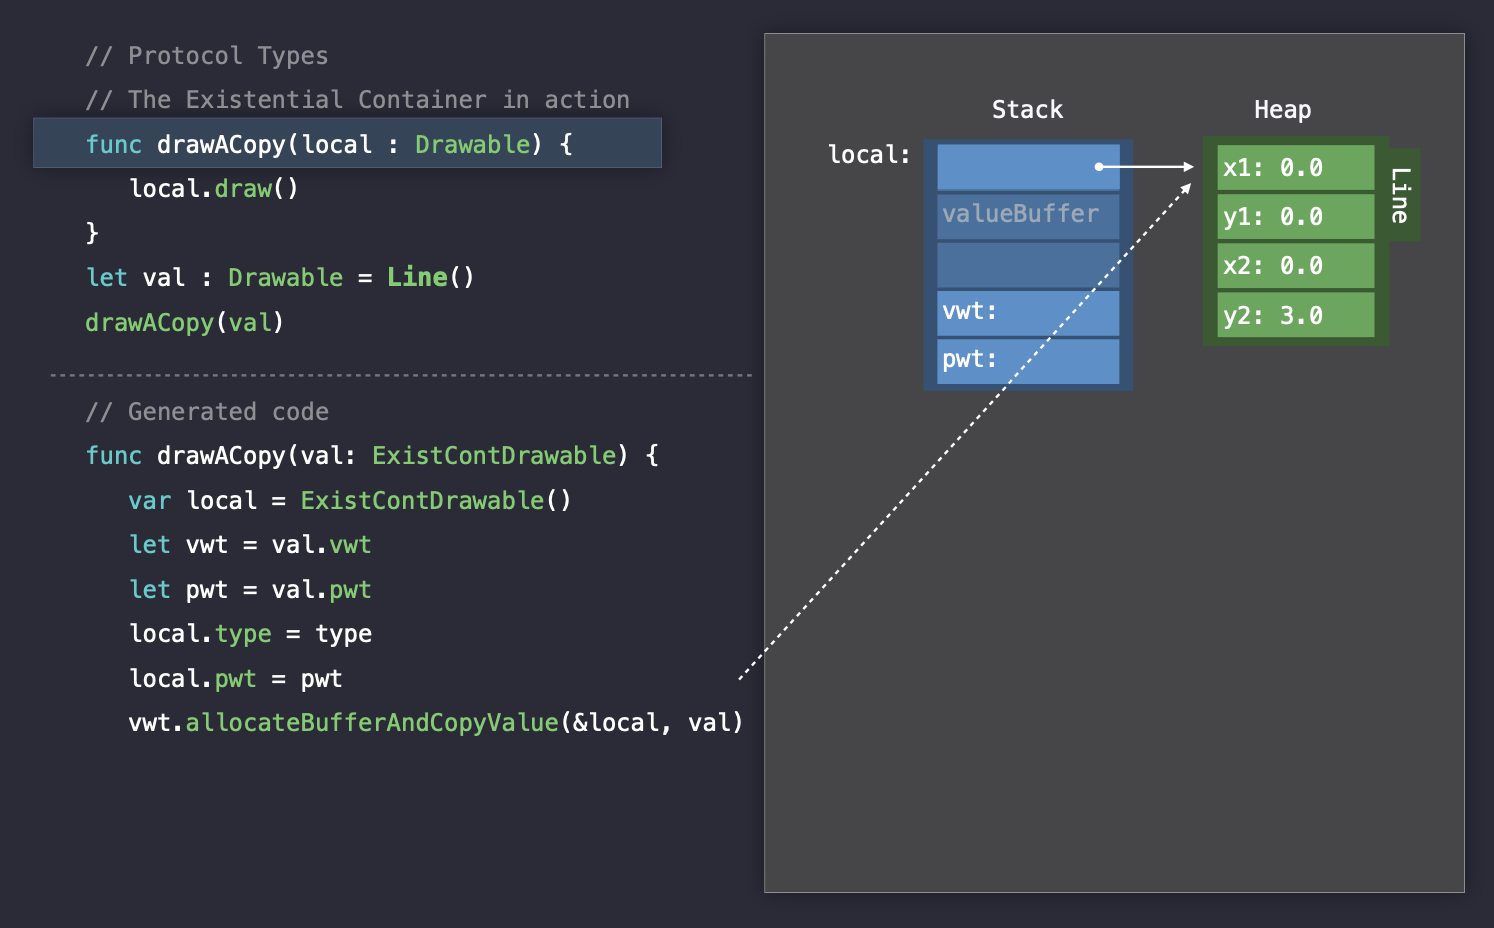 // Protocol Types
// The Existential Container in action
func drawACopy(local : Drawable) {
local.draw()
}
let val : Drawable = Line()
drawACopy(val)
// Generated code
func drawACopy(val: ExistContDrawable) {
var local = ExistContDrawable()
let vwt = val.vwt
let pwt = val.pwt
local.type = type
local.pwt = pwt
vwt.allocateBufferAndCopyValue(&local, val)
Stack
Heap
local:
valueBuffer
vwt:
pwt:
x1: 0.0
y1: 0.0
x2: 0.0
y2: 3.0
Line